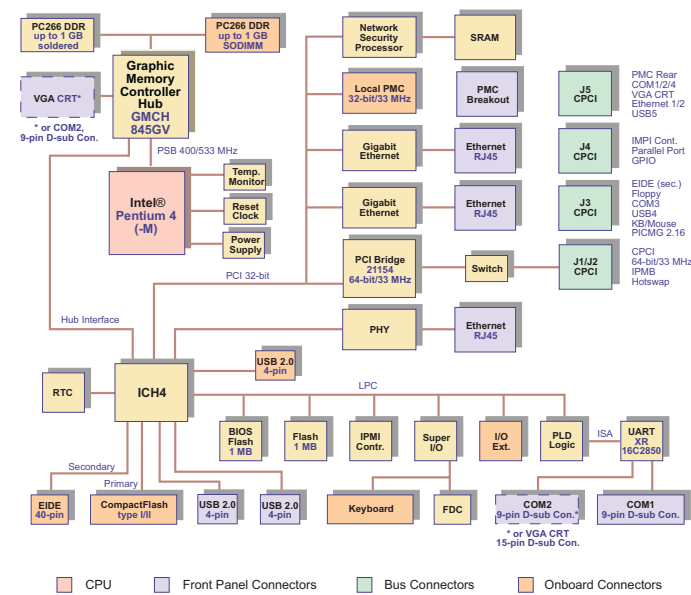 PC266 DDR
up to 1 GB
soldered
PC266 DDR
up to 1 GB
SODIMM
Graphic
Memory
Controller
Hub
GMCH
845GV
VGA CRT*
* or COM2,
9-pin D-sub Con.
PSB 400/533 MHz
Intel®
Pentium 4
(-M)
Temp.
Monitor
Reset
Clock
Power
Supply
PCI 32-bit
Hub Interface
Network
Security
Processor
SRAM
Local PMC
32-bit/33 MHz
PMC
Breakout
Gigabit
Ethernet
Ethernet
RJ45
Gigabit
Ethernet
Ethernet
RJ45
PCI Bridge
21154
64-bit/33 MHz
Switch
PHY
Ethernet
RJ45
J5
CPCI
PMC Rear
COM1/2/4
VGA CRT
Ethernet 1/2
USB5
J4
CPCI
IMPI Cont.
Parallel Port
GPIO
J3
CPCI
EIDE (sec.)
Floppy
COM3
USB4
KB/Mouse
PICMG 2.16
J1/J2
CPCI
CPCI
64-bit/33 MHz
IPMB
Hotswap
RTC
ICH4
USB 2.0
4-pin
LPC
BIOS
Flash
1 MB
Flash
1 MB
IPMI
Contr.
Super
I/O
I/O
Ext.
PLD
Logic
ISA
UART
XR
16C2850
Secondary
Primary
EIDE
40-pin
CompactFlash
type I/II
USB 2.0
4-pin
USB 2.0
4-pin
Keyboard
FDC
COM2
9-pin D-sub Con.*
* or VGA CRT
15-pin D-sub Con.
COM1
9-pin D-sub Con.
CPU
Front Panel Connectors
Bus Connectors
Onboard Connectors